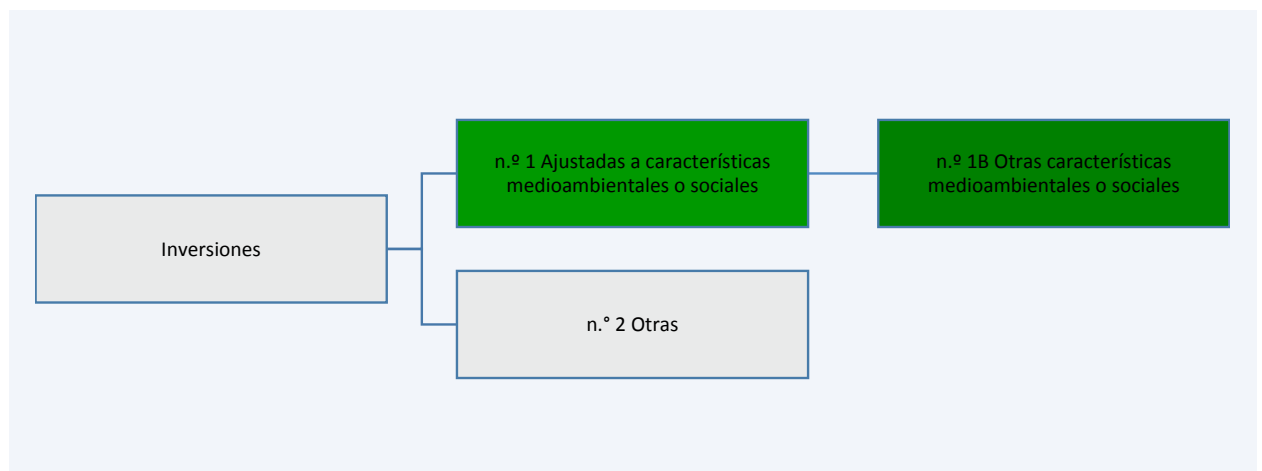 n.º 1 Ajustadas a características
medioambientales o sociales
n.º 1B Otras características
medioambientales o sociales
Inversiones
n.° 2 Otras